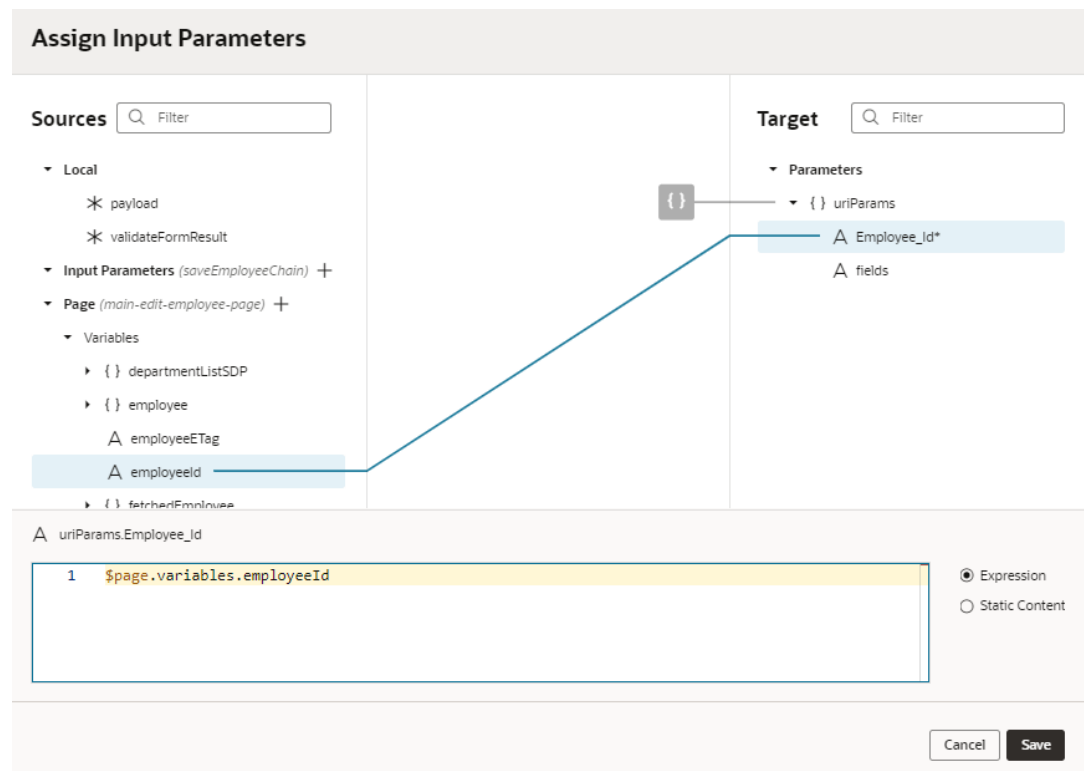 Assign Input Parameters
Sources
Filter
Local
payload
validateFormResult
Input Parameters (saveEmployeeChain)
Page (main-edit-employee-page)
Variables
{ } departmentListSDP
{ } employee
A employeeETag
A employeeId
{ } fetchedEmployee
{ }
Target
Filter
Parameters
{ } uriParams
A Employee_Id*
A fields
A uriParams.Employee_Id
1 $page.variables.employeeId
Expression
Static Content
Cancel
Save